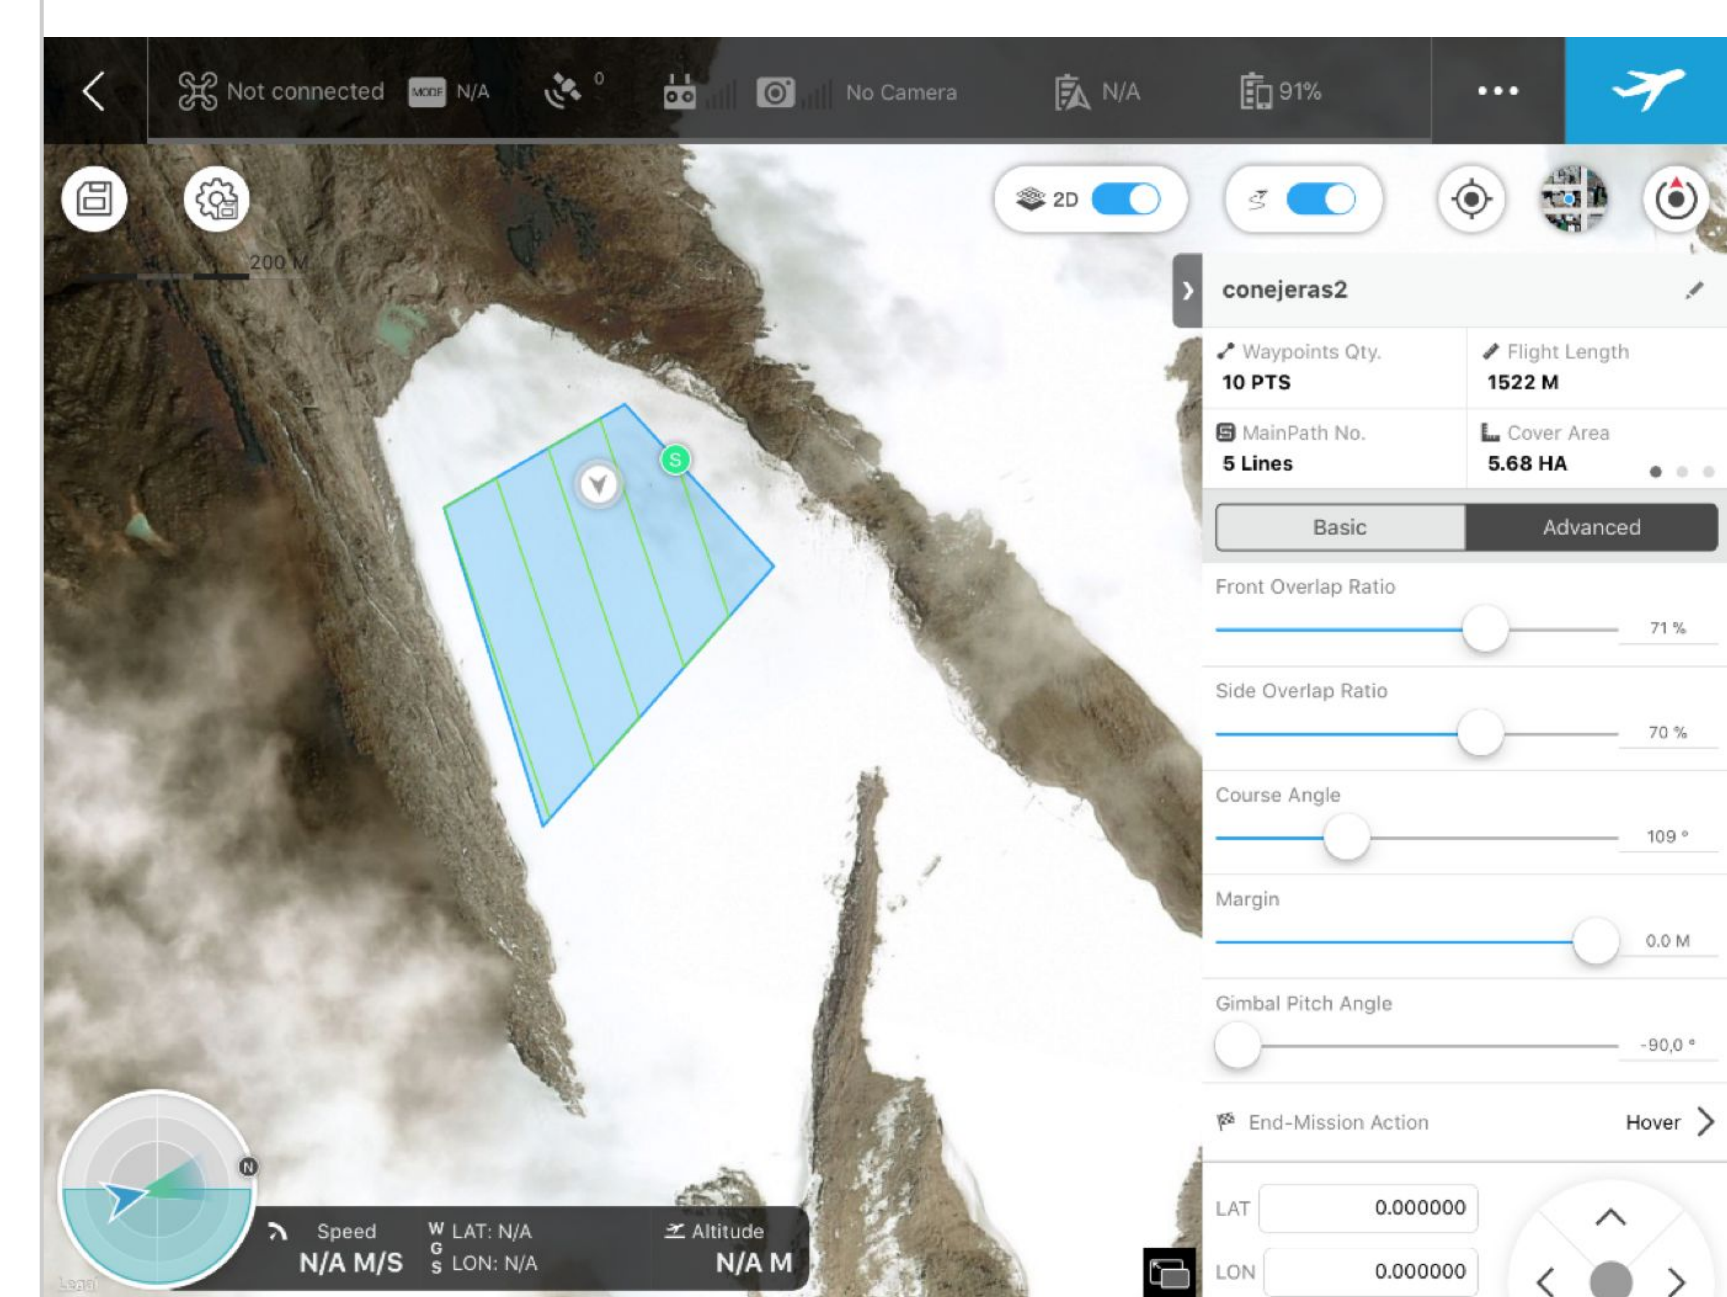 Not connected MODE N/A 0 No Camera N/A 91%
2D
200 M
conejeras2
Waypoints Qty. Flight Length
10 PTS 1522 M
MainPath No. Cover Area
5 Lines 5.68 HA
S
Basic Advanced
Front Overlap Ratio
71 %
Side Overlap Ratio
70 %
Course Angle
109 °
Margin
0.0 M
Gimbal Pitch Angle
-90,0 °
End-Mission Action Hover
N
LAT 0.000000
LON 0.000000
Speed WGS LAT: N/A Altitude
N/A M/S LON: N/A N/A M
Legal